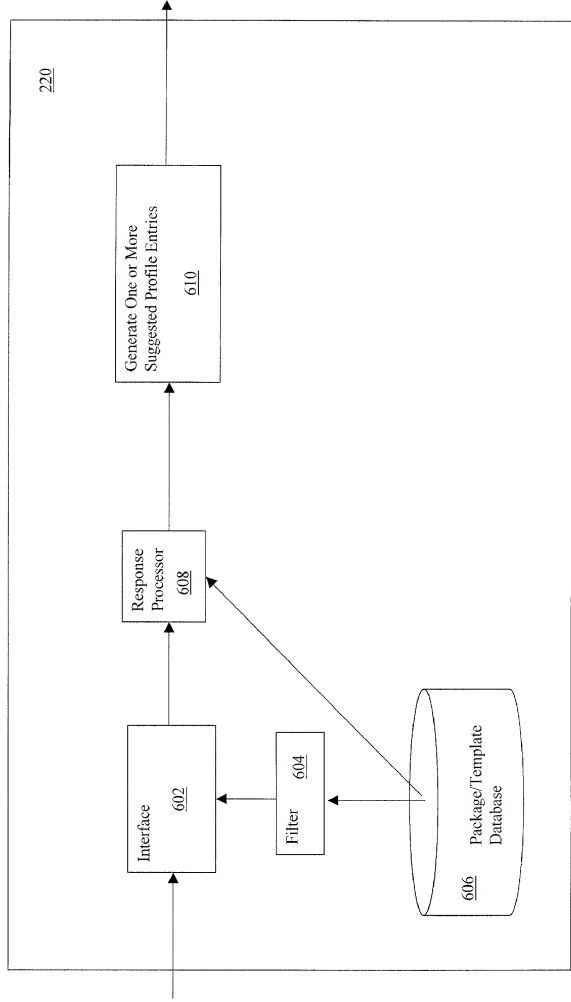 220
Interface
602
Response
Processor
608
Generate One or More
Suggested Profile Entries
610
Filter
604
606
Package/Template
Database